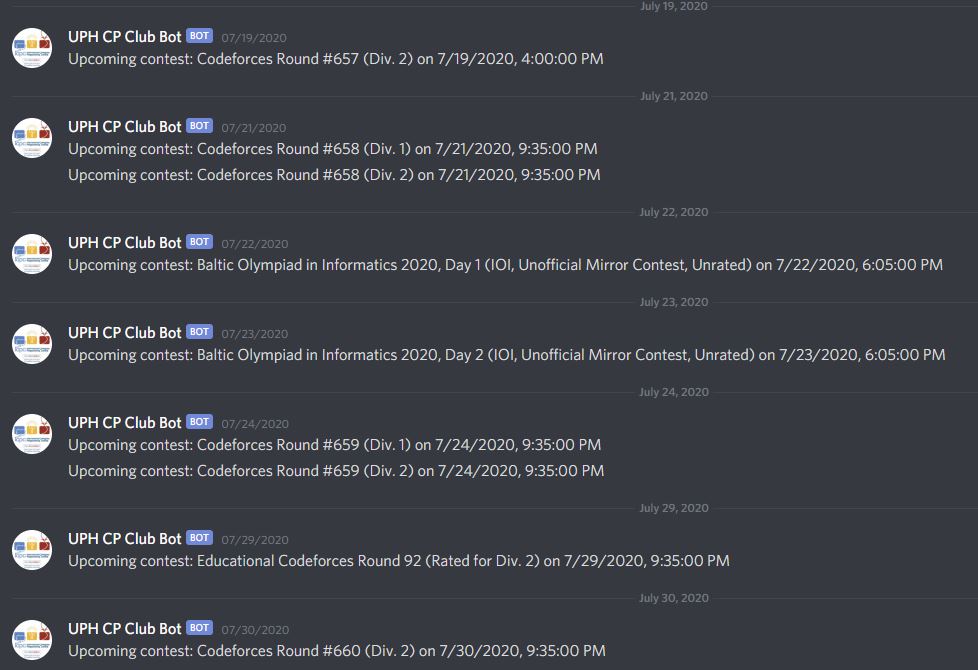 July 19, 2020
UPH CP Club Bot BOT 07/19/2020
Upcoming contest: Codeforces Round #657 (Div. 2) on 7/19/2020, 4:00:00 PM
July 21, 2020
UPH CP Club Bot BOT 07/21/2020
Upcoming contest: Codeforces Round #658 (Div. 1) on 7/21/2020, 9:35:00 PM
Upcoming contest: Codeforces Round #658 (Div. 2) on 7/21/2020, 9:35:00 PM
July 22, 2020
UPH CP Club Bot BOT 07/22/2020
Upcoming contest: Baltic Olympiad in Informatics 2020, Day 1 (IOI, Unofficial Mirror Contest, Unrated) on 7/22/2020, 6:05:00 PM
July 23, 2020
UPH CP Club Bot BOT 07/23/2020
Upcoming contest: Baltic Olympiad in Informatics 2020, Day 2 (IOI, Unofficial Mirror Contest, Unrated) on 7/23/2020, 6:05:00 PM
July 24, 2020
UPH CP Club Bot BOT 07/24/2020
Upcoming contest: Codeforces Round #659 (Div. 1) on 7/24/2020, 9:35:00 PM
Upcoming contest: Codeforces Round #659 (Div. 2) on 7/24/2020, 9:35:00 PM
July 29, 2020
UPH CP Club Bot BOT 07/29/2020
Upcoming contest: Educational Codeforces Round 92 (Rated for Div. 2) on 7/29/2020, 9:35:00 PM
July 30, 2020
UPH CP Club Bot BOT 07/30/2020
Upcoming contest: Codeforces Round #660 (Div. 2) on 7/30/2020, 9:35:00 PM